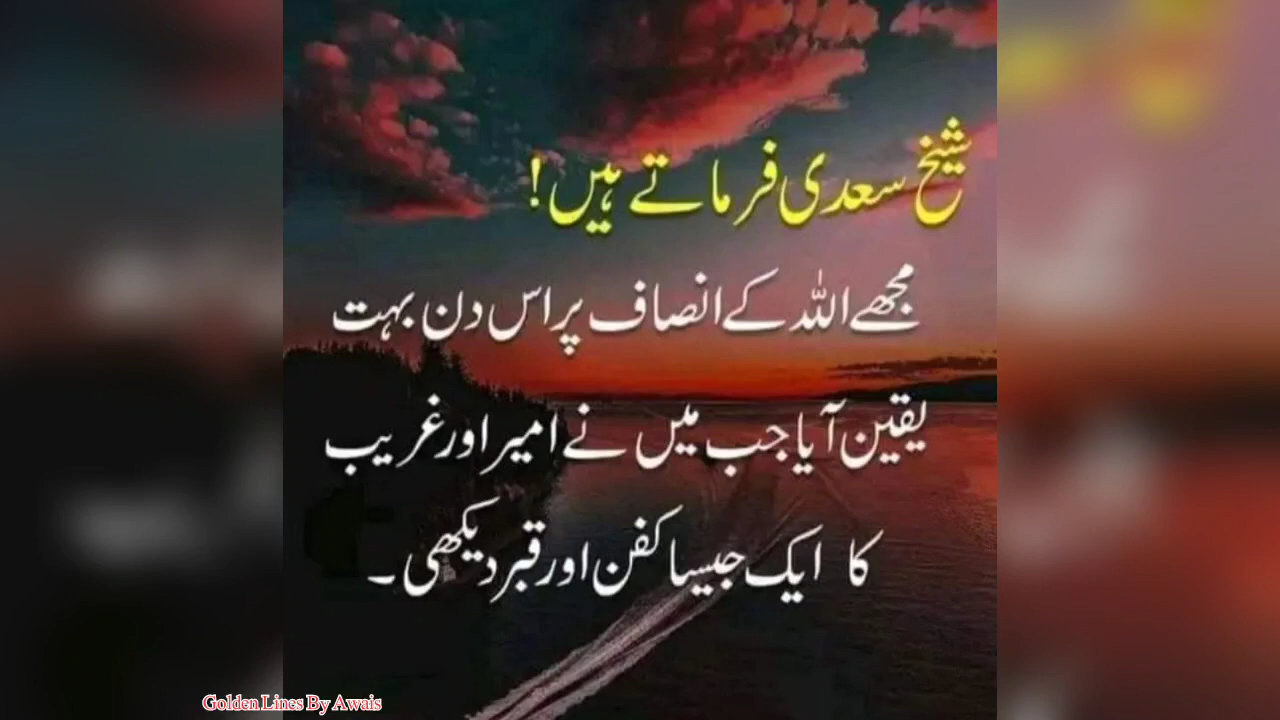 شیخ سعدی فرماتے ہیں!
مجھے اللہ کے انصاف پر اس دن بہت
یقین آیا جب میں نے امیر اور غریب
کا ایک جیسا کفن اور قبر دیکھی۔
Golden Lines By Awais